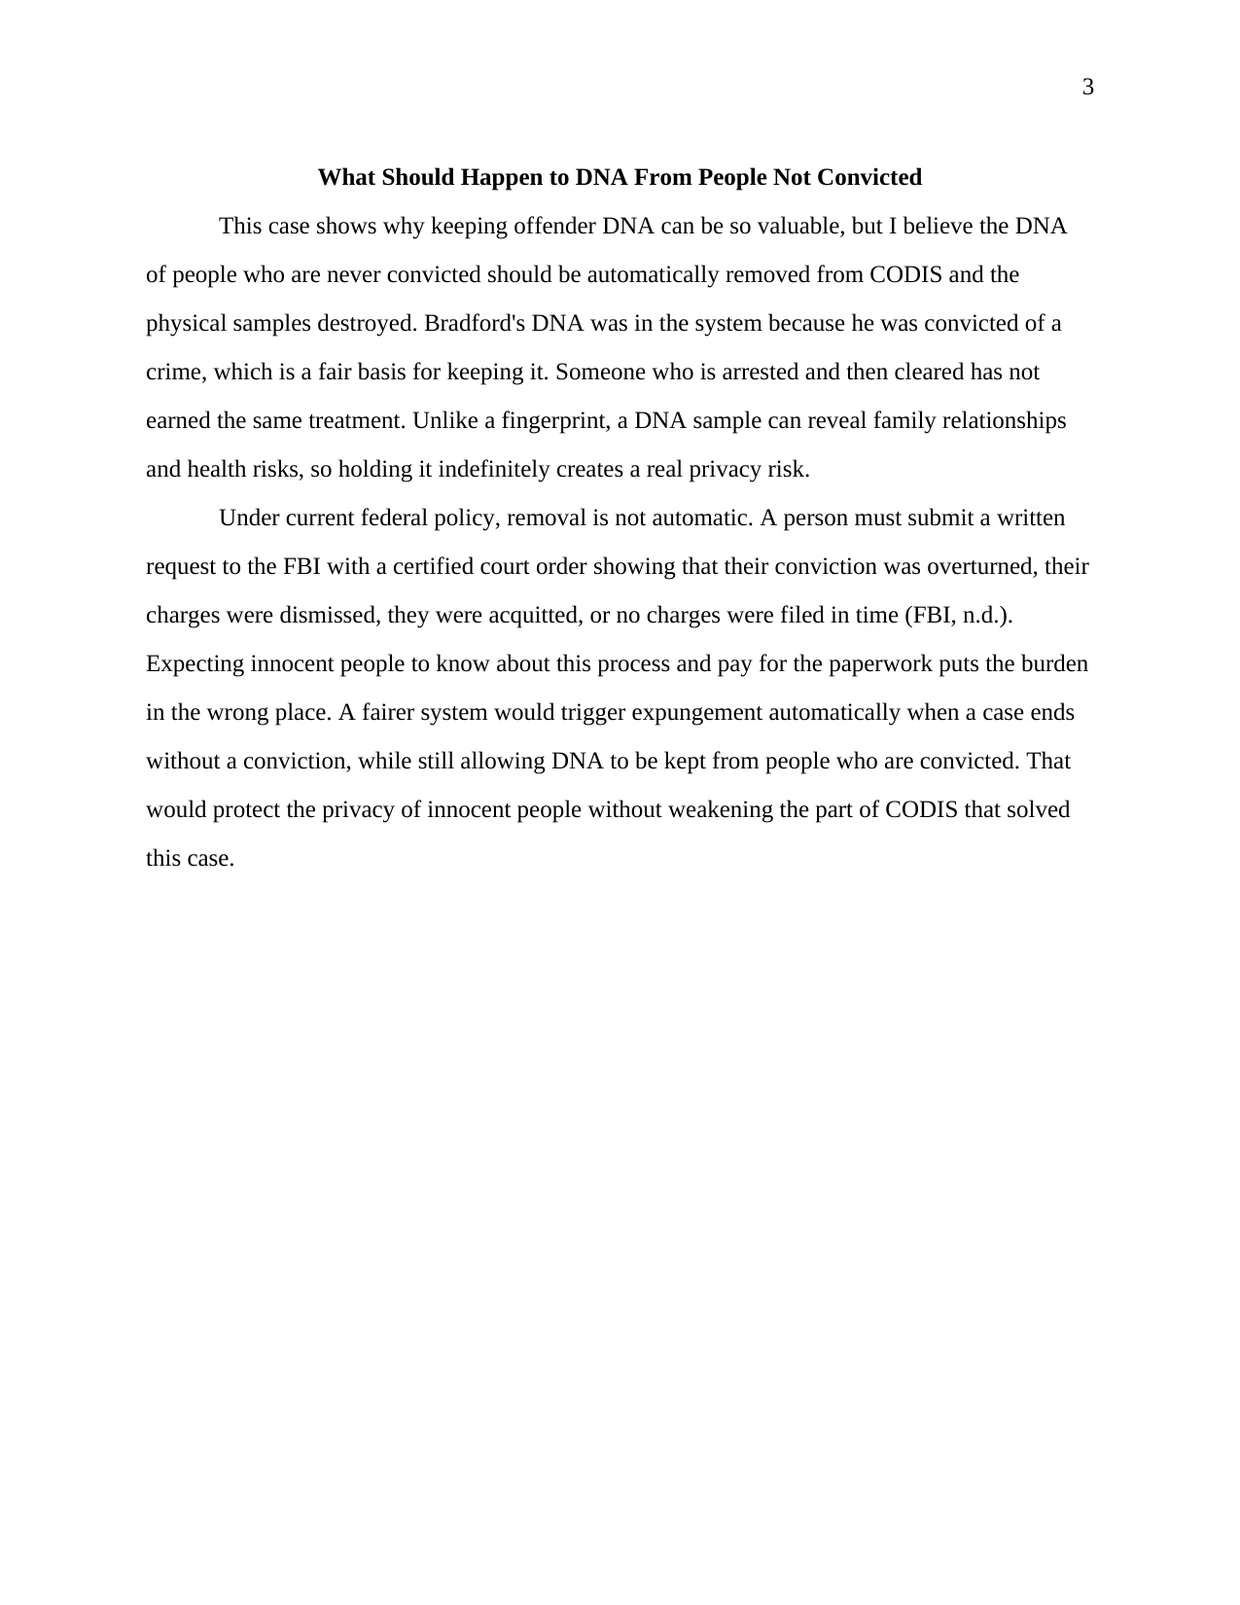 3
What Should Happen to DNA From People Not Convicted
This case shows why keeping offender DNA can be so valuable, but I believe the DNA
of people who are never convicted should be automatically removed from CODIS and the
physical samples destroyed. Bradford's DNA was in the system because he was convicted of a
crime, which is a fair basis for keeping it. Someone who is arrested and then cleared has not
earned the same treatment. Unlike a fingerprint, a DNA sample can reveal family relationships
and health risks, so holding it indefinitely creates a real privacy risk.
Under current federal policy, removal is not automatic. A person must submit a written
request to the FBI with a certified court order showing that their conviction was overturned, their
charges were dismissed, they were acquitted, or no charges were filed in time (FBI, n.d.).
Expecting innocent people to know about this process and pay for the paperwork puts the burden
in the wrong place. A fairer system would trigger expungement automatically when a case ends
without a conviction, while still allowing DNA to be kept from people who are convicted. That
would protect the privacy of innocent people without weakening the part of CODIS that solved
this case.